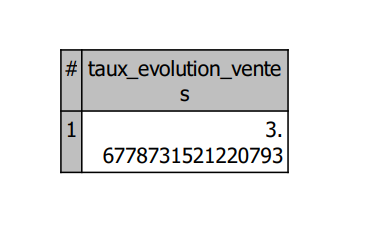 # taux_evolution_vente
s
1 3.
6778731521220793